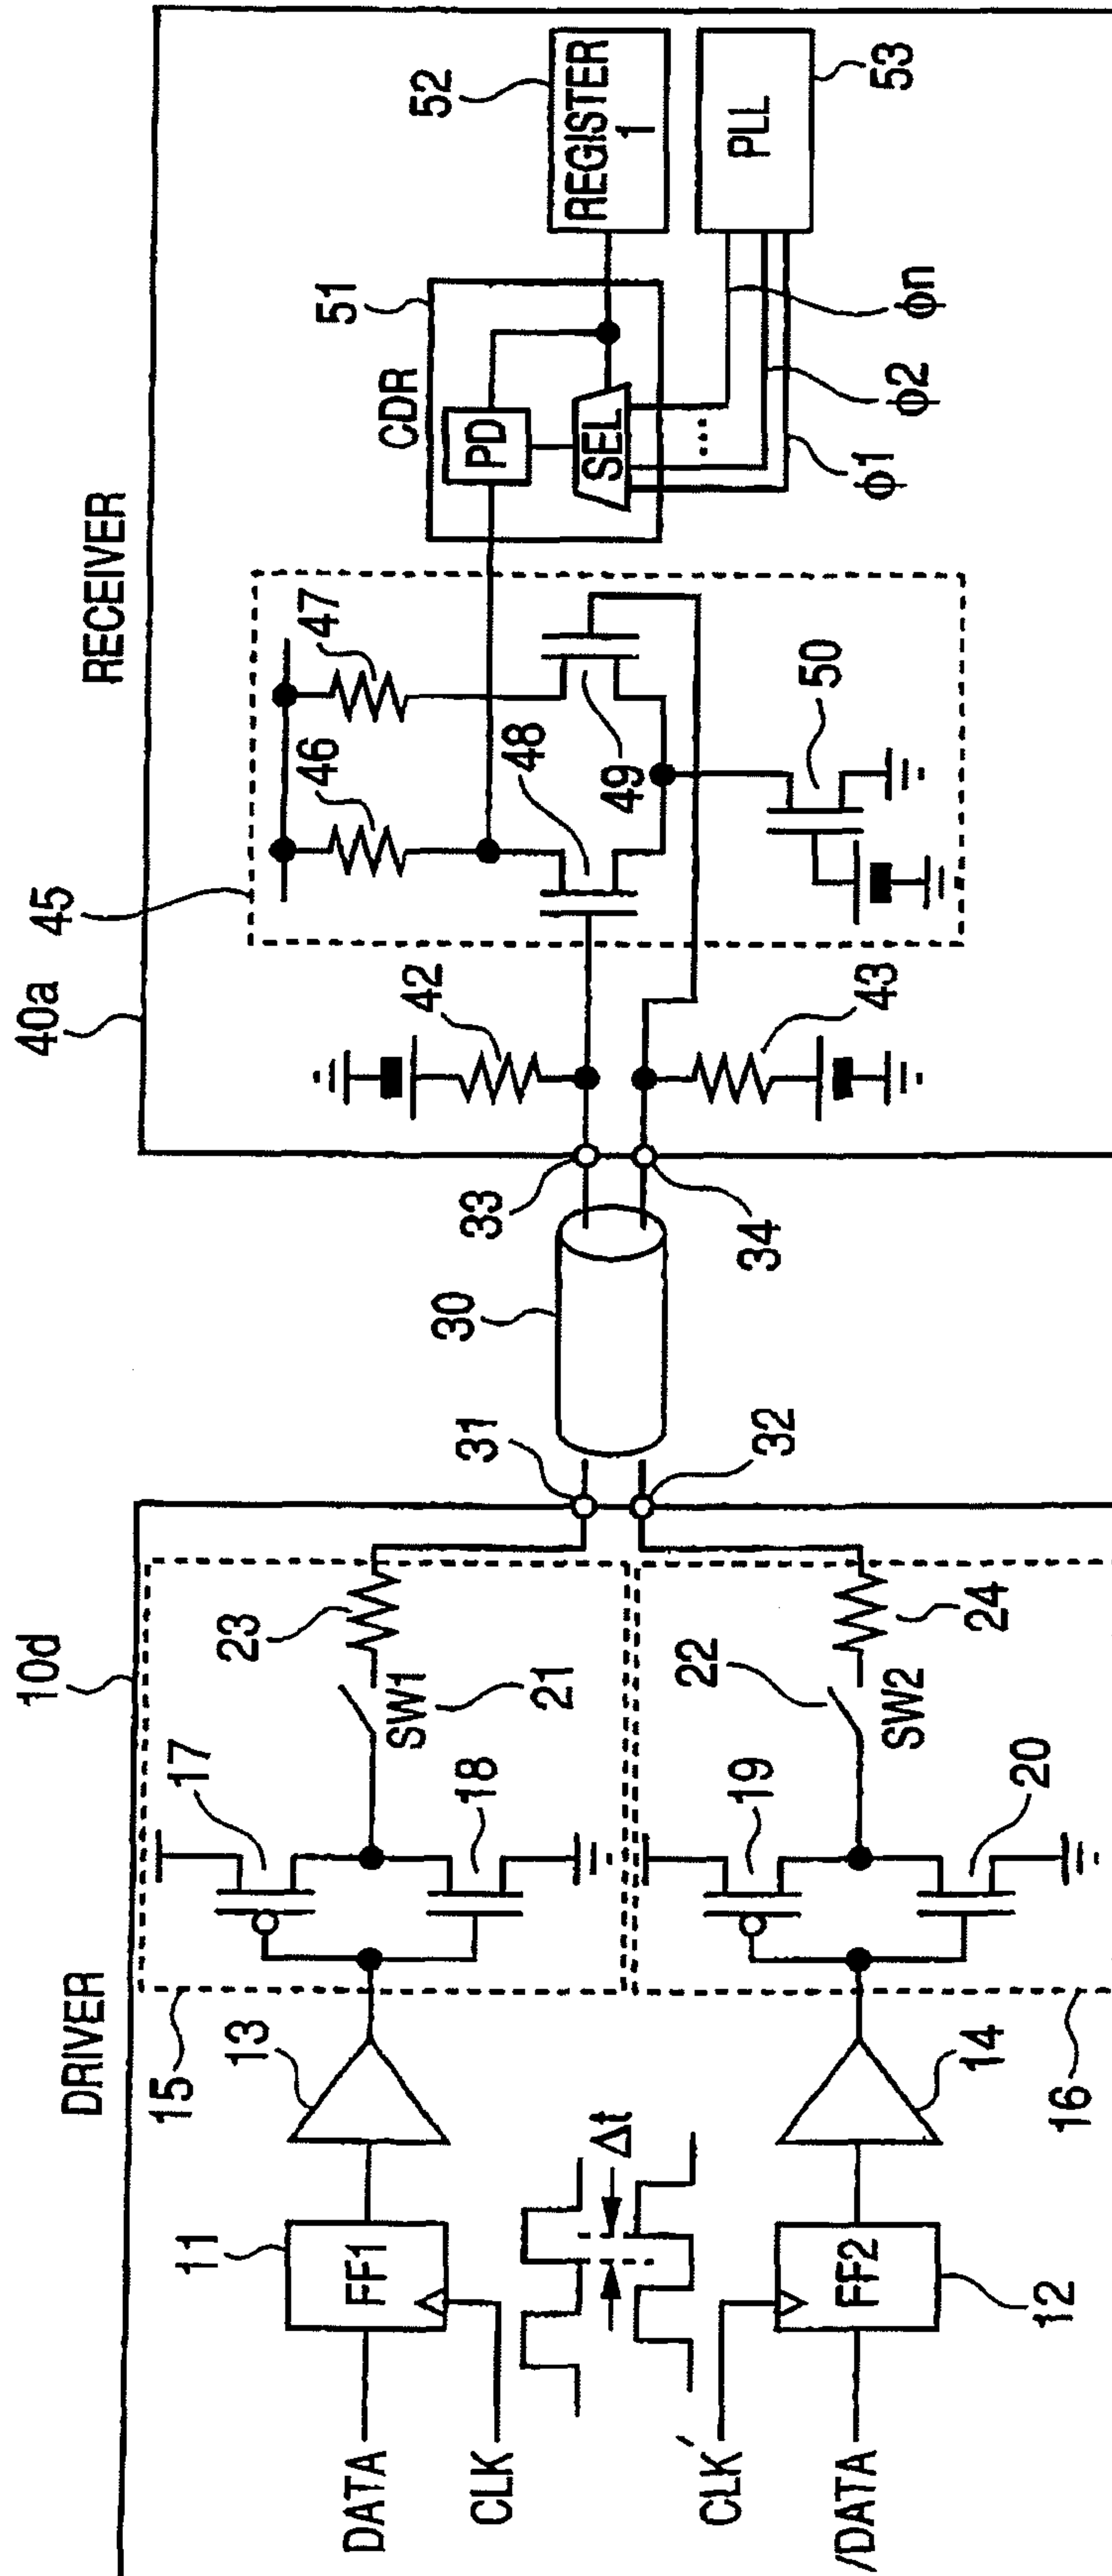 DRIVER
10d
15
13
17
23
11
FF1
DATA
CLK
18
SW1
21
Δt
CLK´
/DATA
FF2
12
14
16
19
20
22
SW2
24
31
32
30
33
34
RECEIVER
40a
45
42
43
46
47
48
49
50
CDR
51
PD
SEL
...
REGISTER
1
52
PLL
53
ϕ1
ϕ2
ϕn